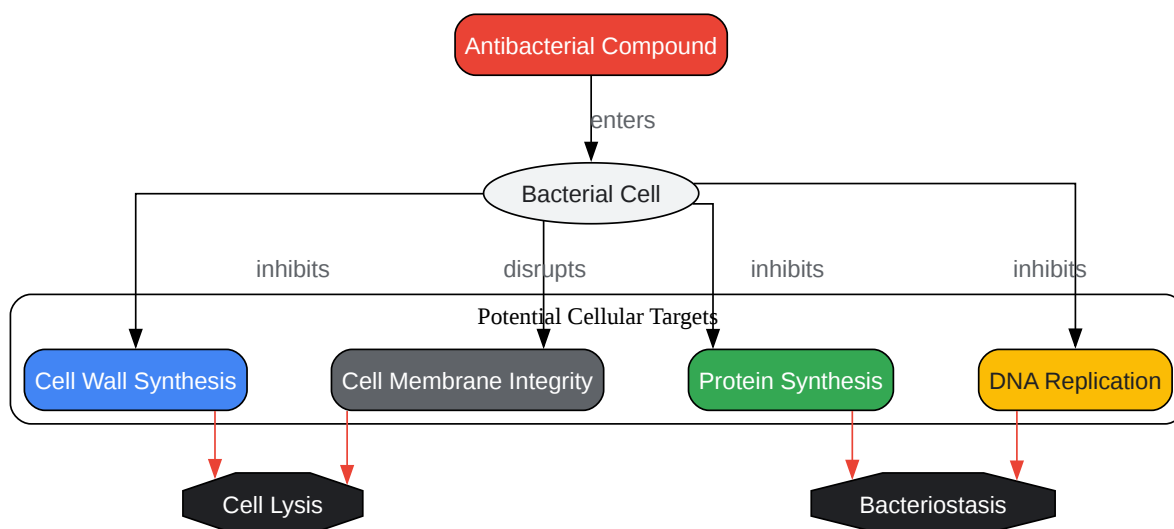 Antibacterial Compound
enters
Bacterial Cell
inhibits
disrupts
inhibits
inhibits
Potential Cellular Targets
Cell Wall Synthesis
Cell Membrane Integrity
Protein Synthesis
DNA Replication
Cell Lysis
Bacteriostasis